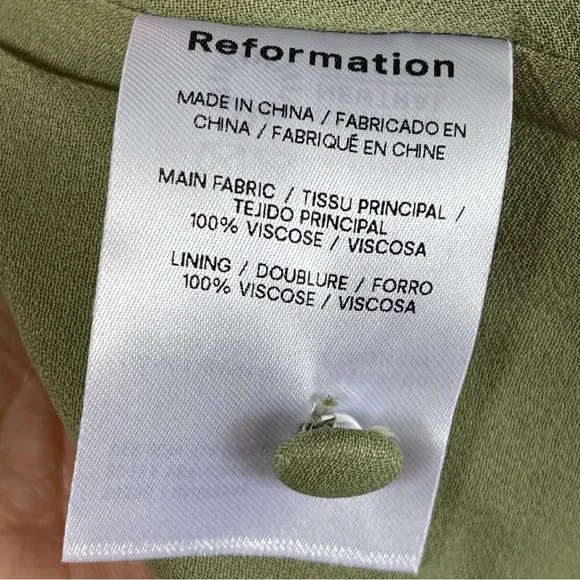 Reformation
MADE IN CHINA / FABRICADO EN
CHINA / FABRIQUÉ EN CHINE
MAIN FABRIC / TISSU PRINCIPAL /
TEJIDO PRINCIPAL
100% VISCOSE / VISCOSA
LINING / DOUBLURE / FORRO
100% VISCOSE / VISCOSA